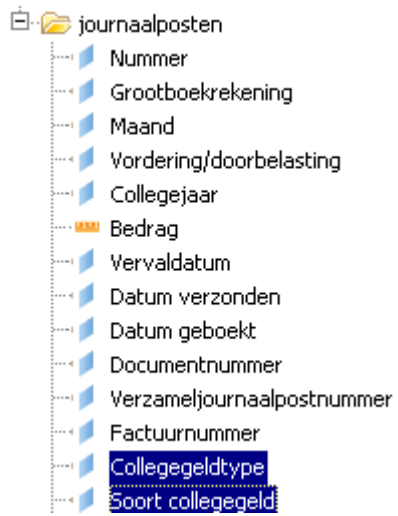 journaalposten
Nummer
Grootboekrekening
Maand
Vordering/doorbelasting
Collegejaar
Bedrag
Vervaldatum
Datum verzonden
Datum geboekt
Documentnummer
Verzameljournaalpostnummer
Factuurnummer
Collegegeldtype
Soort collegegeld